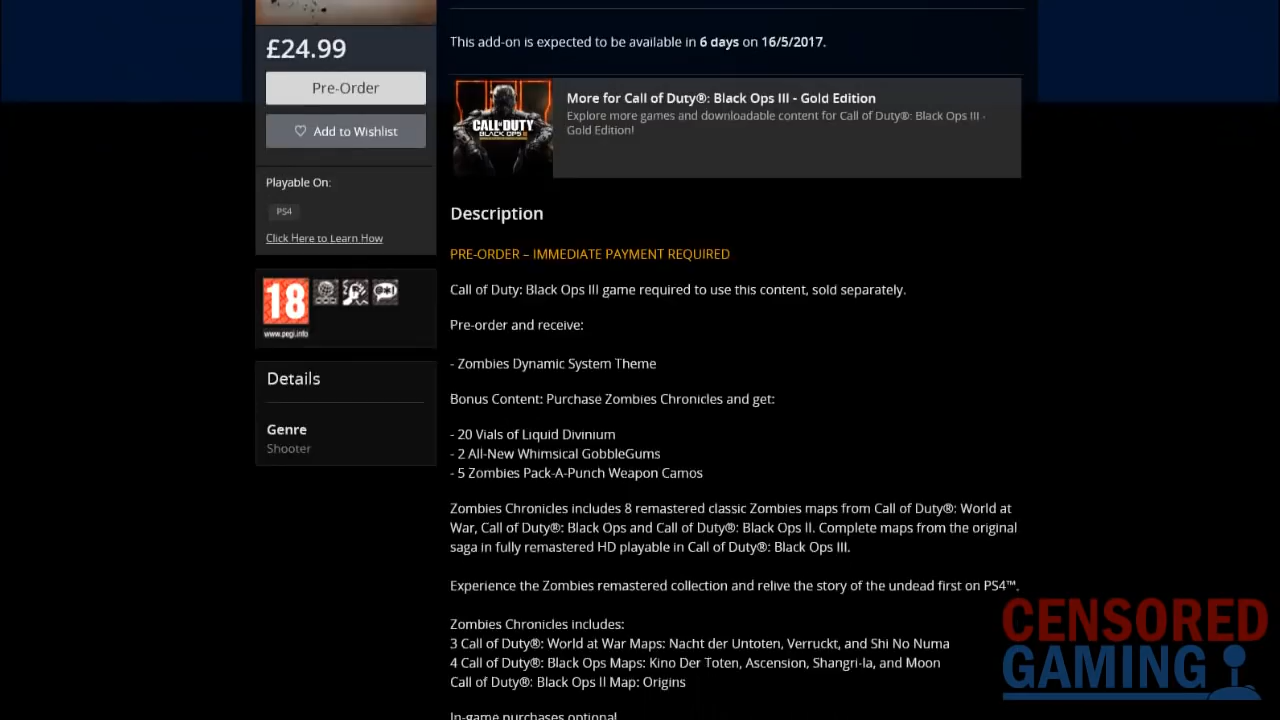 £24.99
Pre-Order
♡ Add to Wishlist
Playable On:
PS4
Click Here to Learn How
18
www.pegi.info
Details
Genre
Shooter
This add-on is expected to be available in 6 days on 16/5/2017.
CALL OF DUTY
BLACK OPS III
More for Call of Duty®: Black Ops III - Gold Edition
Explore more games and downloadable content for Call of Duty®: Black Ops III -
Gold Edition!
Description
PRE-ORDER – IMMEDIATE PAYMENT REQUIRED
Call of Duty: Black Ops III game required to use this content, sold separately.
Pre-order and receive:
- Zombies Dynamic System Theme
Bonus Content: Purchase Zombies Chronicles and get:
- 20 Vials of Liquid Divinium
- 2 All-New Whimsical GobbleGums
- 5 Zombies Pack-A-Punch Weapon Camos
Zombies Chronicles includes 8 remastered classic Zombies maps from Call of Duty®: World at
War, Call of Duty®: Black Ops and Call of Duty®: Black Ops II. Complete maps from the original
saga in fully remastered HD playable in Call of Duty®: Black Ops III.
Experience the Zombies remastered collection and relive the story of the undead first on PS4™.
Zombies Chronicles includes:
3 Call of Duty®: World at War Maps: Nacht der Untoten, Verruckt, and Shi No Numa
4 Call of Duty®: Black Ops Maps: Kino Der Toten, Ascension, Shangri-la, and Moon
Call of Duty®: Black Ops II Map: Origins
In-game purchases optional
CENSORED
GAMING